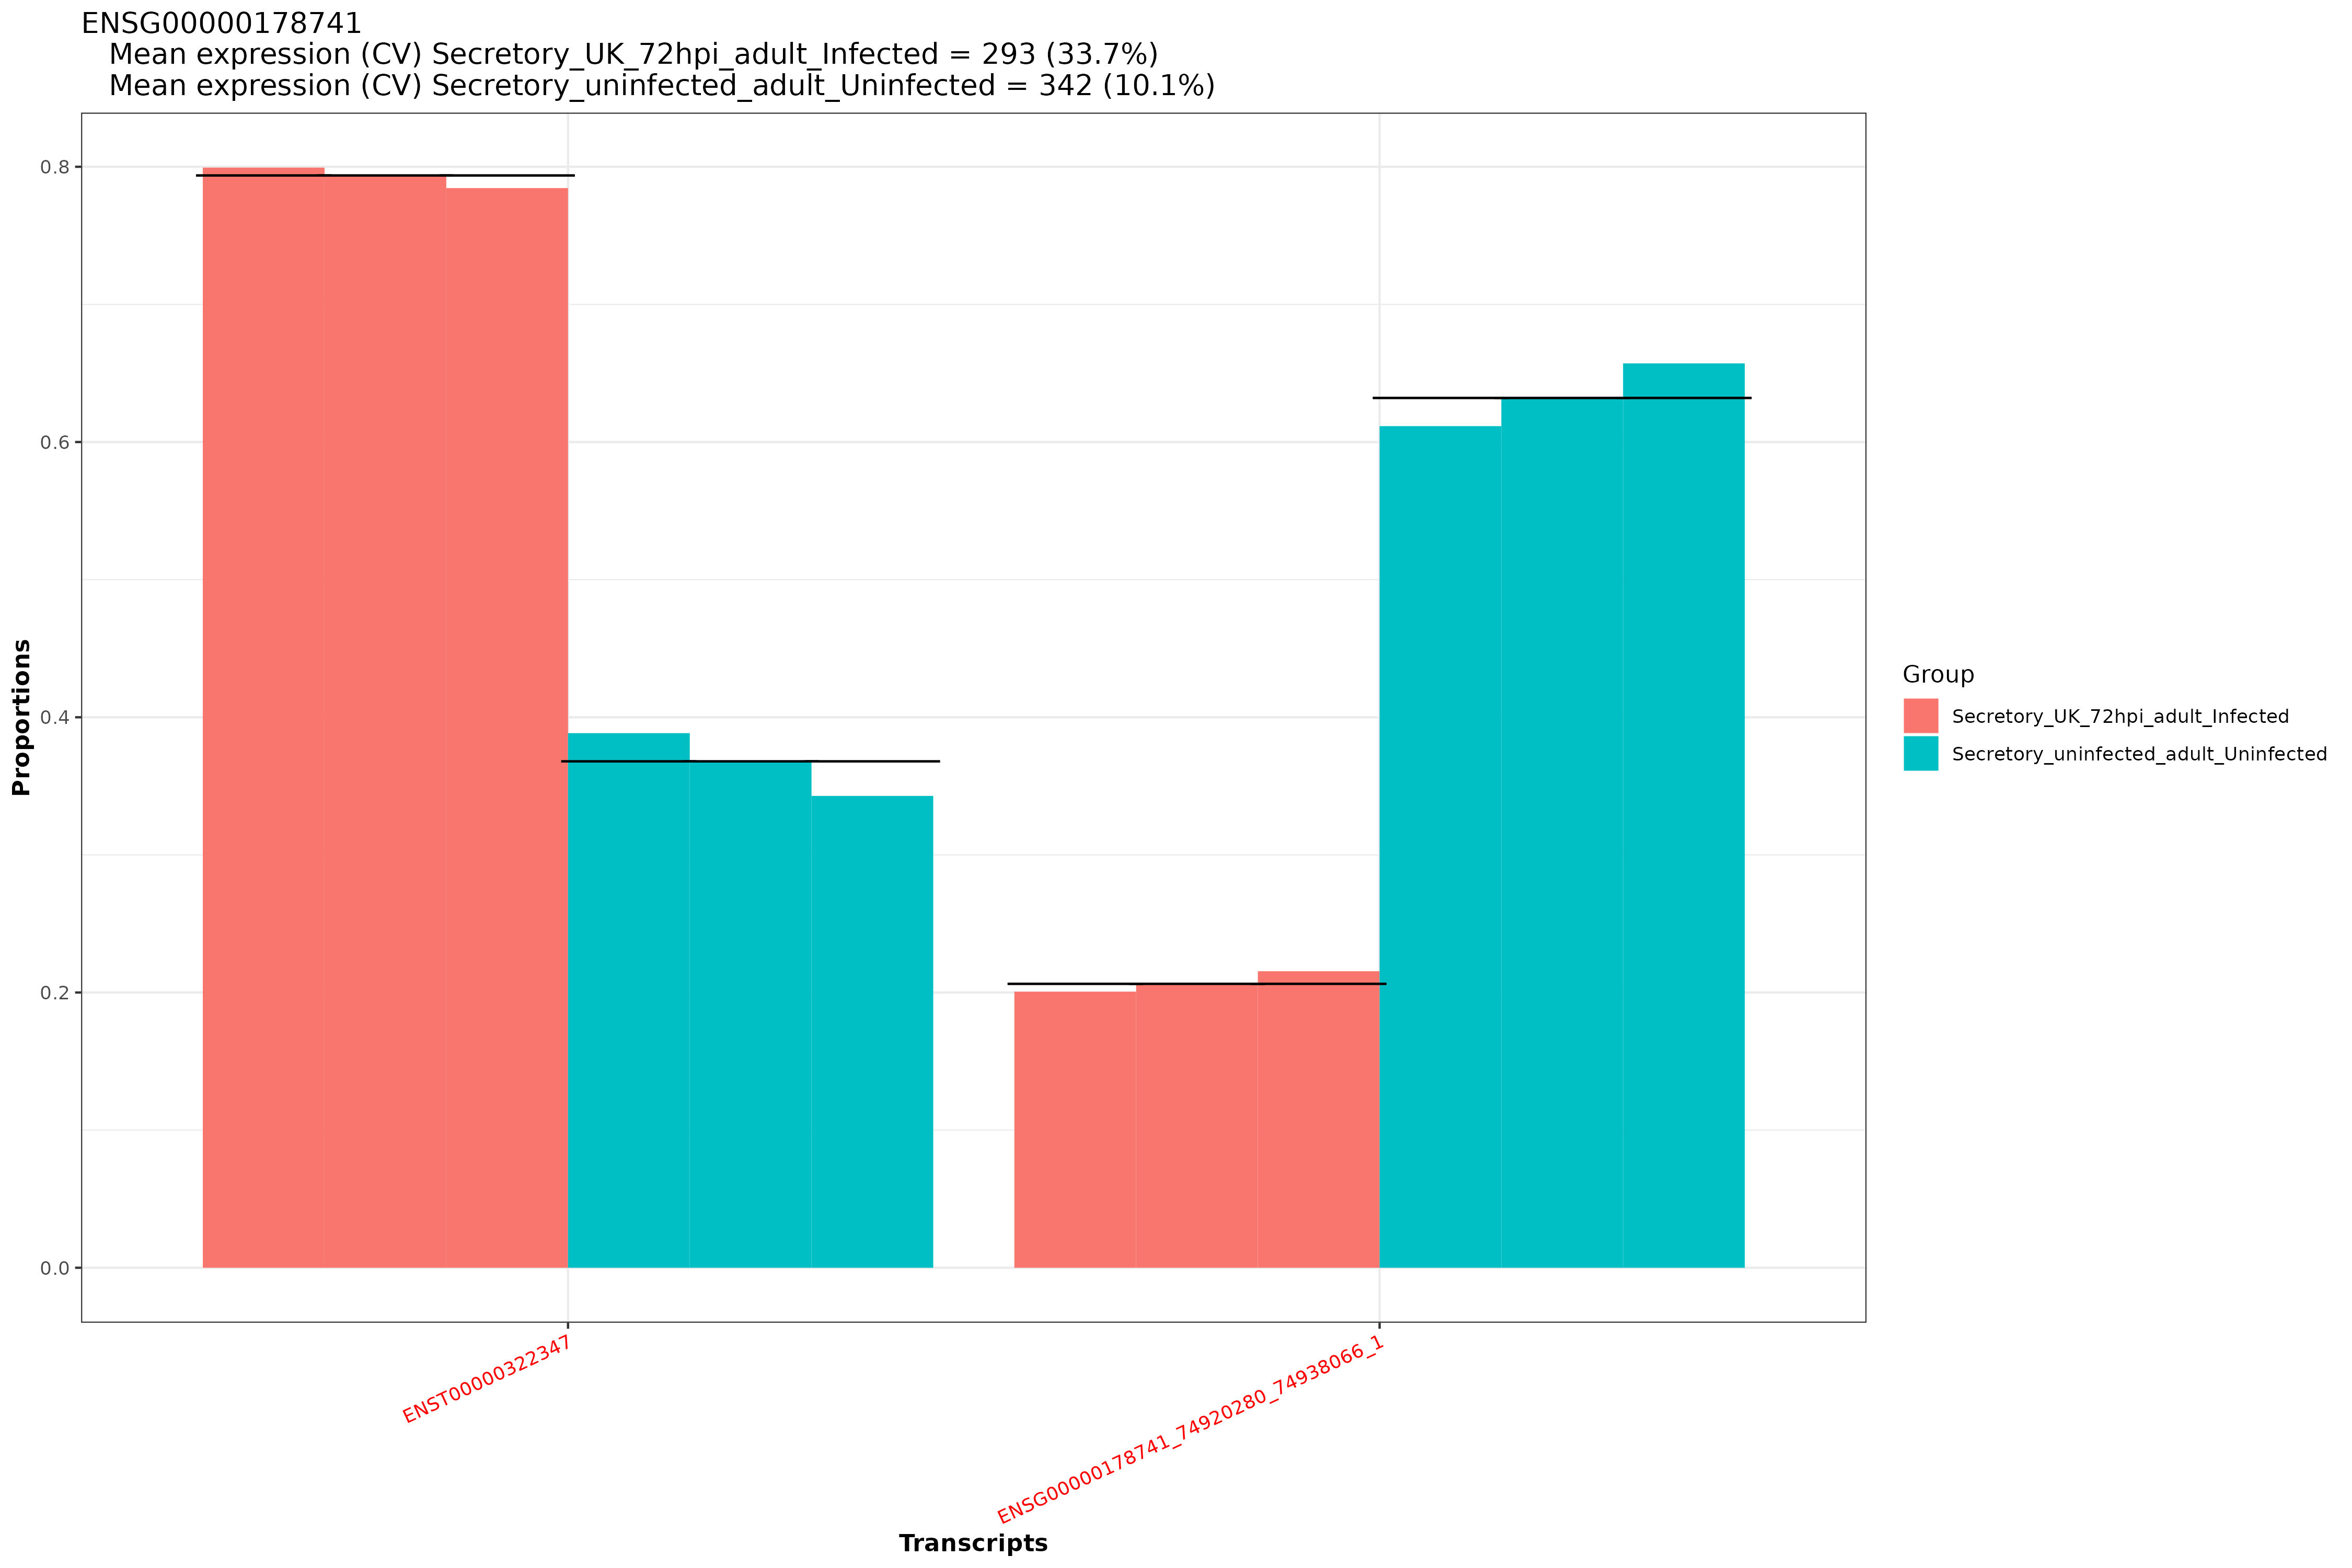 ENSG00000178741
Mean expression (CV) Secretory_UK_72hpi_adult_Infected = 293 (33.7%)
Mean expression (CV) Secretory_uninfected_adult_Uninfected = 342 (10.1%)
Proportions
0.8
0.6
0.4
0.2
0.0
ENST00000322347
ENSG00000178741_74920280_74938066_1
Transcripts
Group
Secretory_UK_72hpi_adult_Infected
Secretory_uninfected_adult_Uninfected